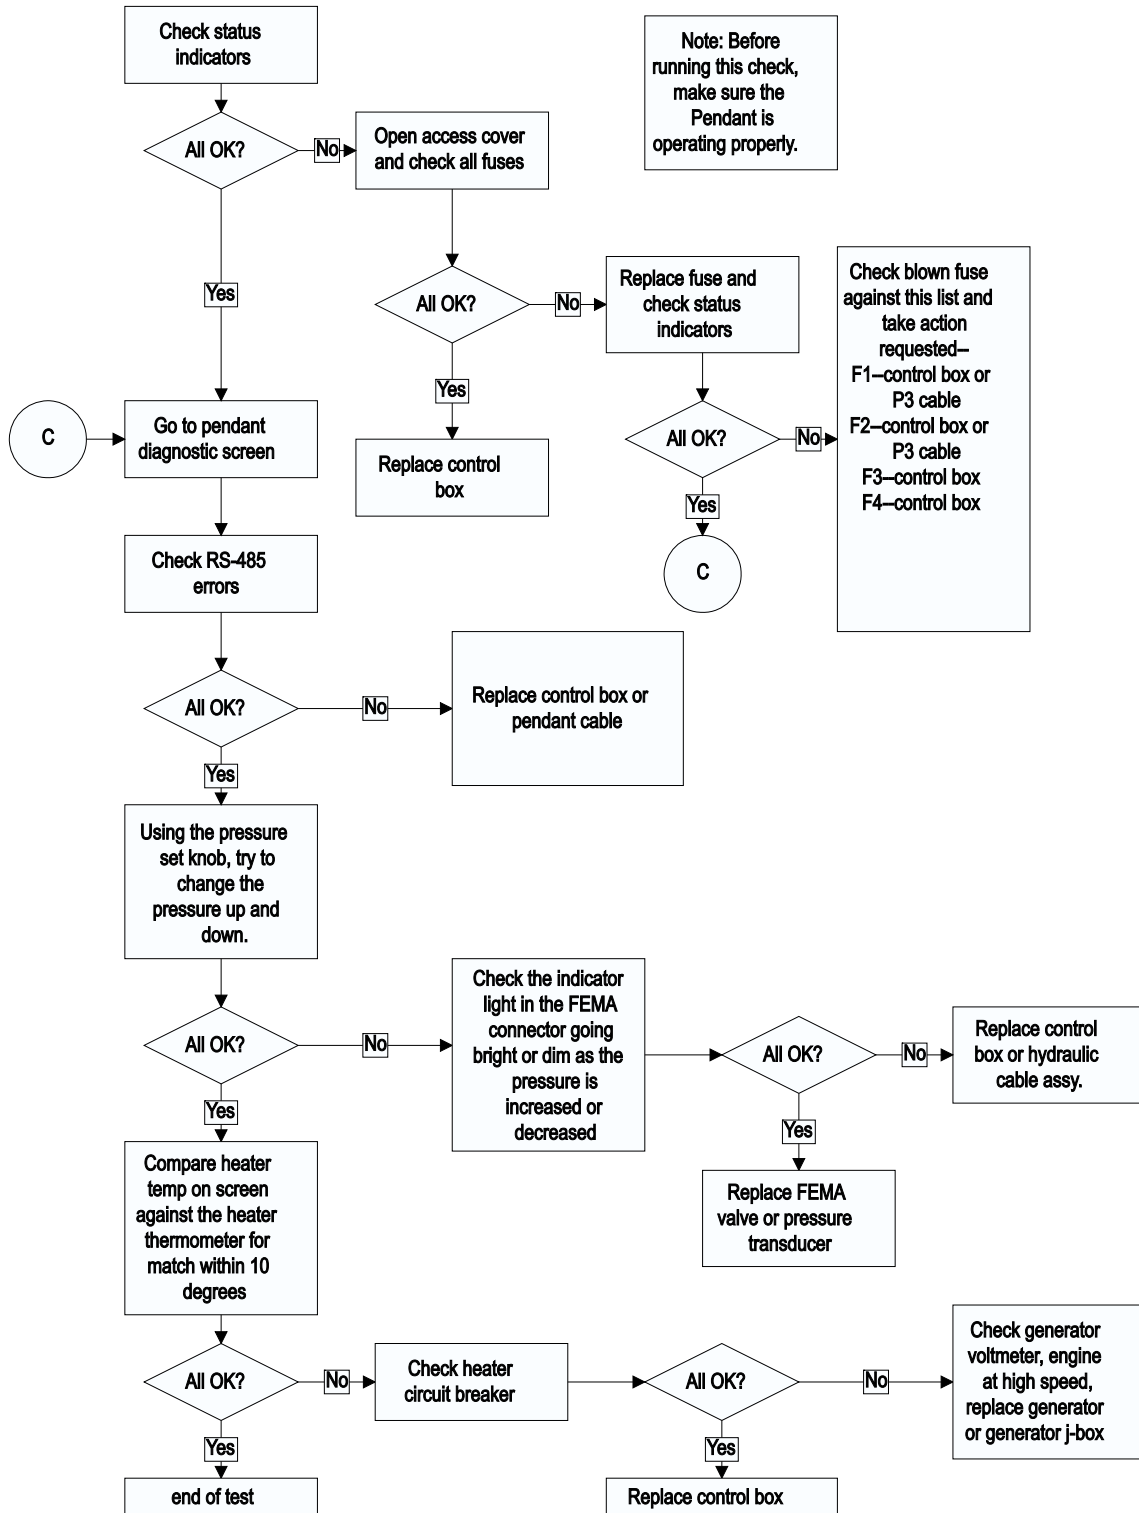 Check status
indicators
Note: Before
running this check,
make sure the
Pendant is
operating properly.
All OK?
No
Open access cover
and check all fuses
Yes
All OK?
No
Replace fuse and
check status
indicators
Check blown fuse
against this list and
take action
requested--
F1--control box or
P3 cable
F2--control box or
P3 cable
F3--control box
F4--control box
Yes
Replace control
box
All OK?
No
Yes
C
C
Go to pendant
diagnostic screen
Check RS-485
errors
All OK?
No
Replace control box or
pendant cable
Yes
Using the pressure
set knob, try to
change the
pressure up and
down.
All OK?
No
Check the indicator
light in the FEMA
connector going
bright or dim as the
pressure is
increased or
decreased
All OK?
No
Replace control
box or hydraulic
cable assy.
Yes
Replace FEMA
valve or pressure
transducer
Yes
Compare heater
temp on screen
against the heater
thermometer for
match within 10
degrees
All OK?
No
Check heater
circuit breaker
All OK?
No
Check generator
voltmeter, engine
at high speed,
replace generator
or generator j-box
Yes
end of test
Yes
Replace control box